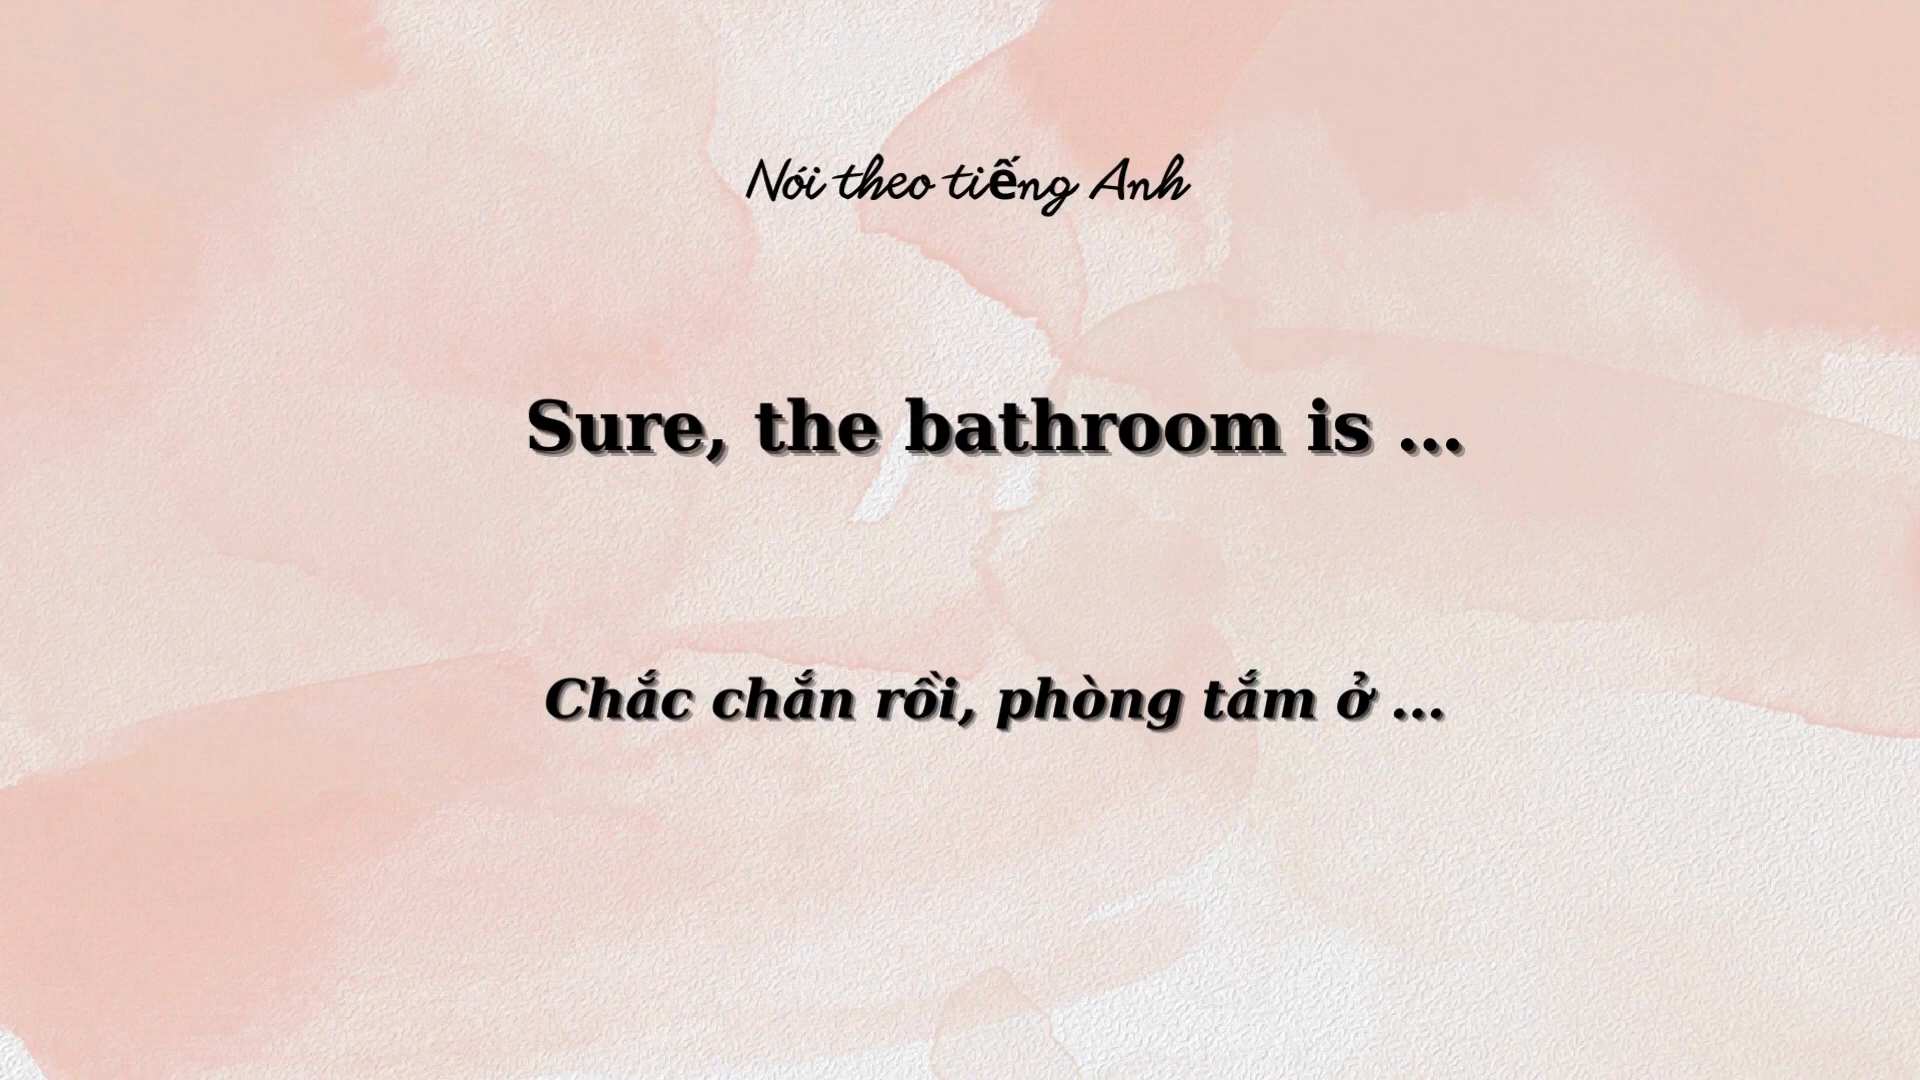 Nói theo tiếng Anh
Sure, the bathroom is ...
Chắc chắn rồi, phòng tắm ở ...